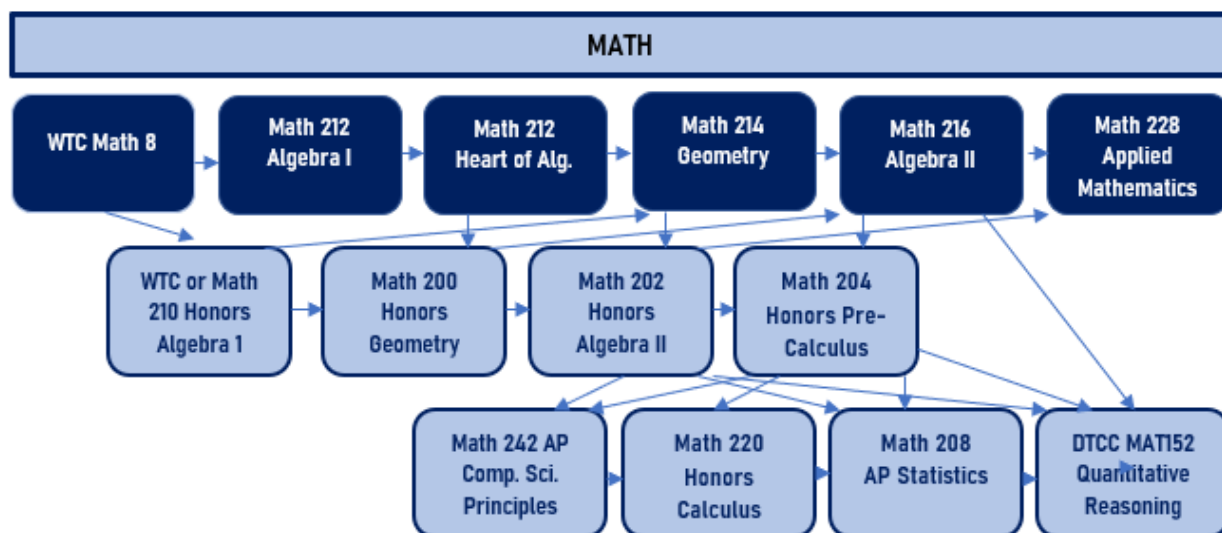 MATH
WTC Math 8
Math 212
Algebra I
Math 212
Heart of Alg.
Math 214
Geometry
Math 216
Algebra II
Math 228
Applied
Mathematics
WTC or Math
210 Honors
Algebra 1
Math 200
Honors
Geometry
Math 202
Honors
Algebra II
Math 204
Honors Pre-
Calculus
Math 242 AP
Comp. Sci.
Principles
Math 220
Honors
Calculus
Math 208
AP Statistics
DTCC MAT152
Quantitative
Reasoning